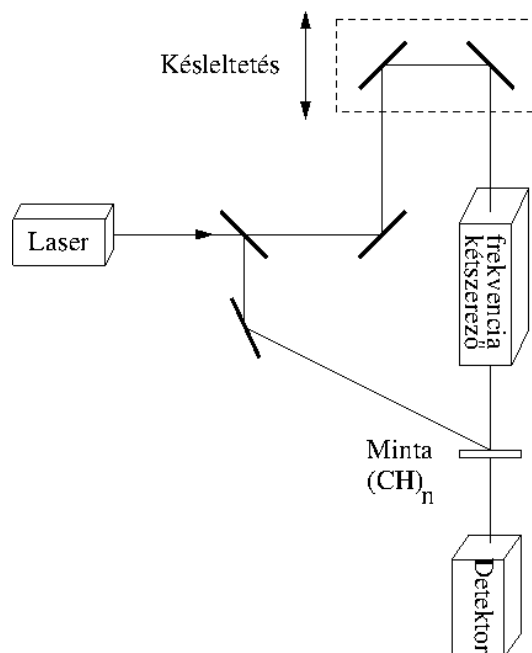 Késleltetés
Laser
frekvencia
kétszerező
Minta
(CH)n
Detektor